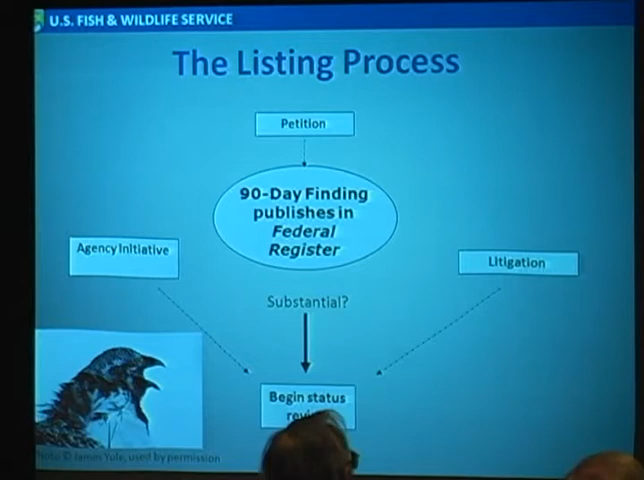 U.S. FISH & WILDLIFE SERVICE
The Listing Process
Petition
90-Day Finding
publishes in
Federal
Register
Agency Initiative
Litigation
Substantial?
Begin status
© James Yule, used by permission